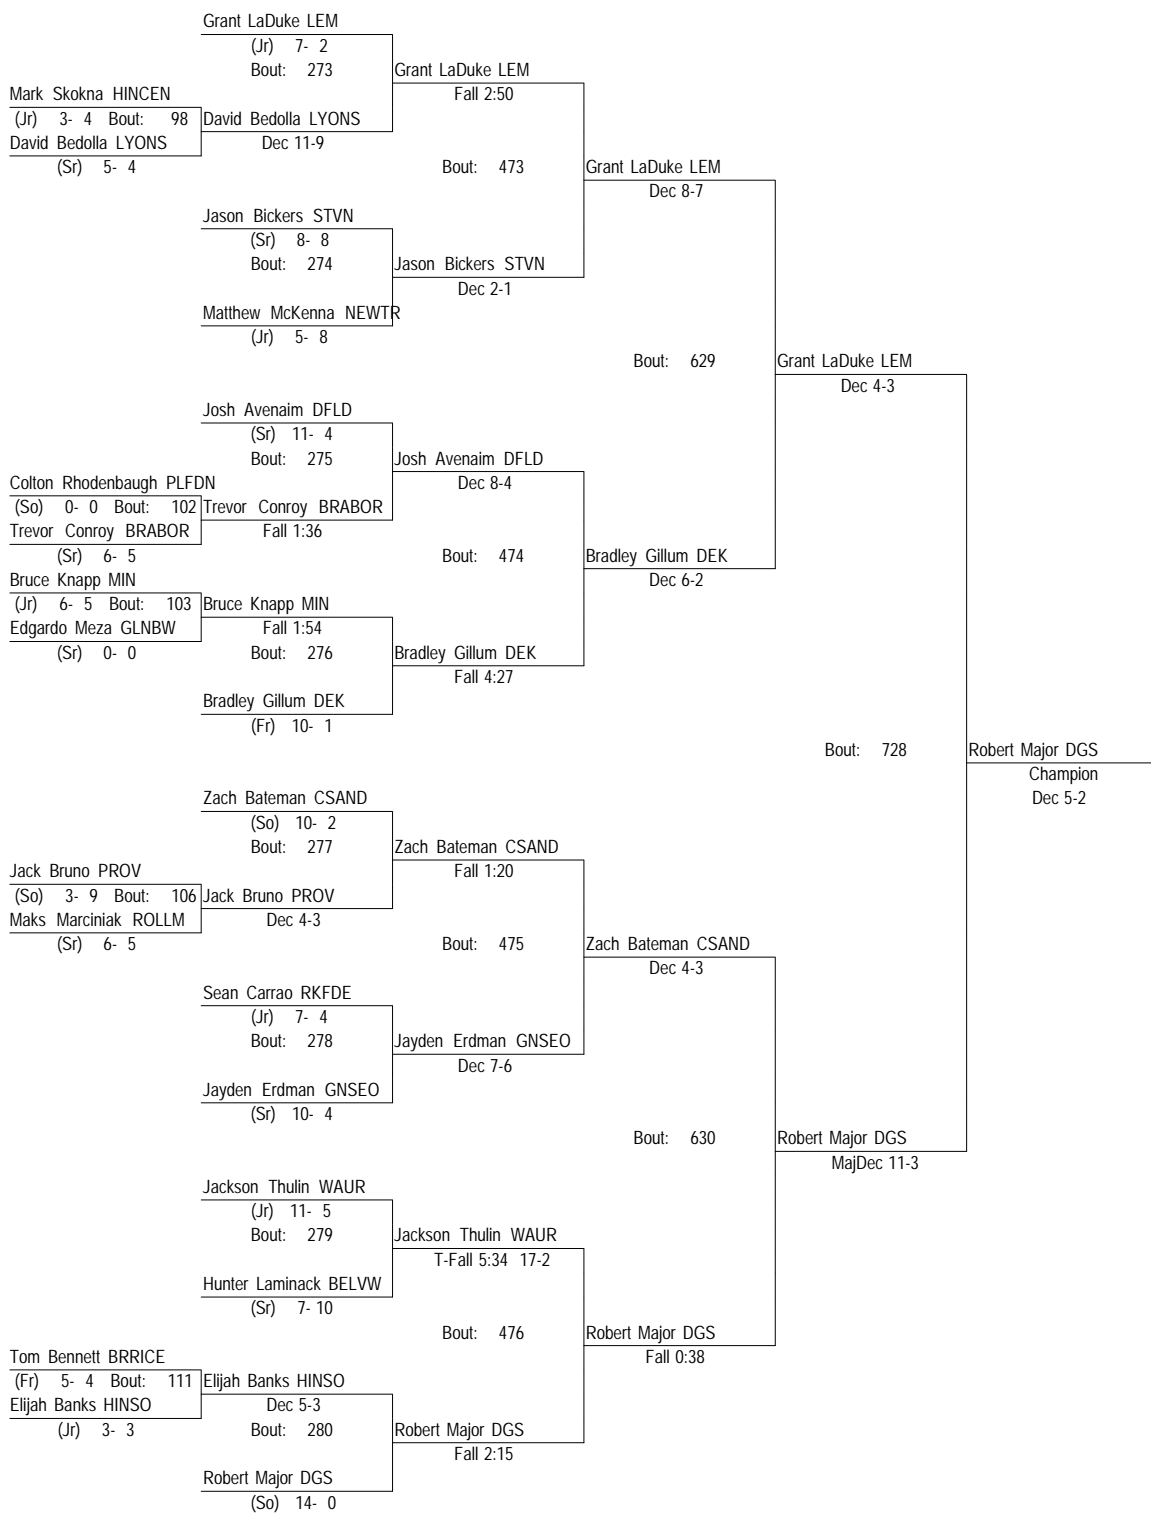 Grant LaDuke LEM
(Jr) 7- 2
Bout: 273
Grant LaDuke LEM
Fall 2:50
Mark Skokna HINCEN
(Jr) 3- 4 Bout: 98
David Bedolla LYONS
David Bedolla LYONS
Dec 11-9
(Sr) 5- 4
Bout: 473
Grant LaDuke LEM
Dec 8-7
Jason Bickers STVN
(Sr) 8- 8
Bout: 274
Jason Bickers STVN
Dec 2-1
Matthew McKenna NEWTR
(Jr) 5- 8
Bout: 629
Grant LaDuke LEM
Dec 4-3
Josh Avenaim DFLD
(Sr) 11- 4
Bout: 275
Josh Avenaim DFLD
Dec 8-4
Colton Rhodenbaugh PLFDN
(So) 0- 0 Bout: 102
Trevor Conroy BRABOR
Trevor Conroy BRABOR
Fall 1:36
(Sr) 6- 5
Bout: 474
Bradley Gillum DEK
Dec 6-2
Bruce Knapp MIN
(Jr) 6- 5 Bout: 103
Bruce Knapp MIN
Edgardo Meza GLNBW
Fall 1:54
(Sr) 0- 0
Bout: 276
Bradley Gillum DEK
Fall 4:27
Bradley Gillum DEK
(Fr) 10- 1
Bout: 728
Robert Major DGS
Champion
Dec 5-2
Zach Bateman CSAND
(So) 10- 2
Bout: 277
Zach Bateman CSAND
Fall 1:20
Jack Bruno PROV
(So) 3- 9 Bout: 106
Jack Bruno PROV
Maks Marciniak ROLLM
Dec 4-3
(Sr) 6- 5
Bout: 475
Zach Bateman CSAND
Dec 4-3
Sean Carrao RKFDE
(Jr) 7- 4
Bout: 278
Jayden Erdman GNSEO
Dec 7-6
Jayden Erdman GNSEO
(Sr) 10- 4
Bout: 630
Robert Major DGS
MajDec 11-3
Jackson Thulin WAUR
(Jr) 11- 5
Bout: 279
Jackson Thulin WAUR
T-Fall 5:34 17-2
Hunter Laminack BELVW
(Sr) 7- 10
Bout: 476
Robert Major DGS
Fall 0:38
Tom Bennett BRRICE
(Fr) 5- 4 Bout: 111
Elijah Banks HINSO
Elijah Banks HINSO
Dec 5-3
(Jr) 3- 3
Bout: 280
Robert Major DGS
Fall 2:15
Robert Major DGS
(So) 14- 0